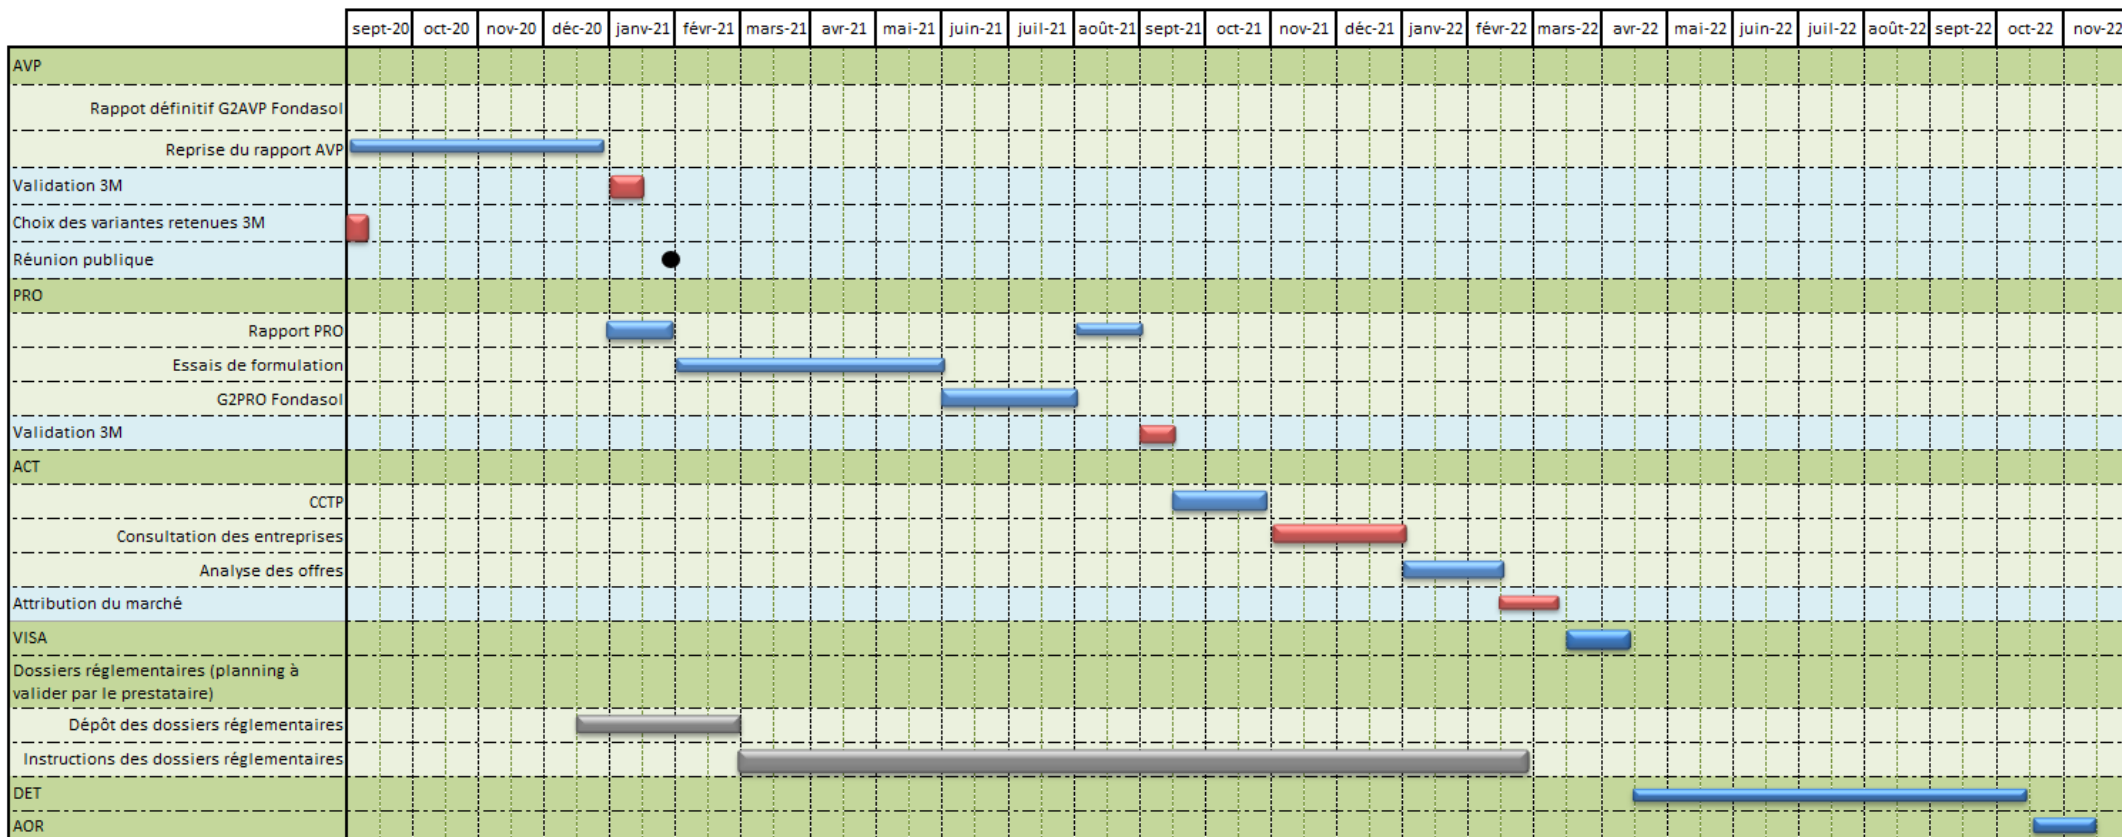 sept-20 oct-20 nov-20 déc-20 janv-21 févr-21 mars-21 avr-21 mai-21 juin-21 juil-21 août-21 sept-21 oct-21 nov-21 déc-21 janv-22 févr-22 mars-22 avr-22 mai-22 juin-22 juil-22 août-22 sept-22 oct-22 nov-22
AVP
Rappot définitif G2AVP Fondasol
Reprise du rapport AVP
Validation 3M
Choix des variantes retenues 3M
Réunion publique
PRO
Rapport PRO
Essais de formulation
G2PRO Fondasol
Validation 3M
ACT
CCTP
Consultation des entreprises
Analyse des offres
Attribution du marché
VISA
Dossiers réglementaires (planning à
valider par le prestataire)
Dépôt des dossiers réglementaires
Instructions des dossiers réglementaires
DET
AOR